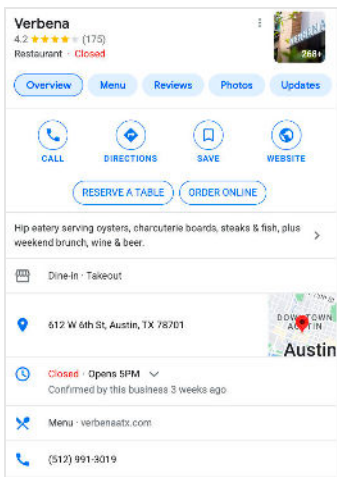 Verbena
4.2 ★★★★★ (175)
Restaurant · Closed
VERBENA
268+
Overview
Menu
Reviews
Photos
Updates
CALL
DIRECTIONS
SAVE
WEBSITE
RESERVE A TABLE
ORDER ONLINE
Hip eatery serving oysters, charcuterie boards, steaks & fish, plus
weekend brunch, wine & beer.
Dine-in · Takeout
612 W 6th St, Austin, TX 78701
DOWNTOWN
AUSTIN
Austin
Closed · Opens 5PM
Confirmed by this business 3 weeks ago
Menu · verbenaatx.com
(512) 991-3019